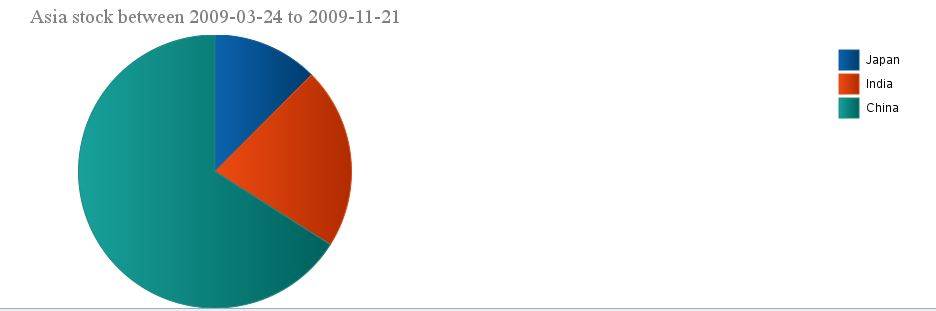 Asia stock between 2009-03-24 to 2009-11-21
Japan
India
China